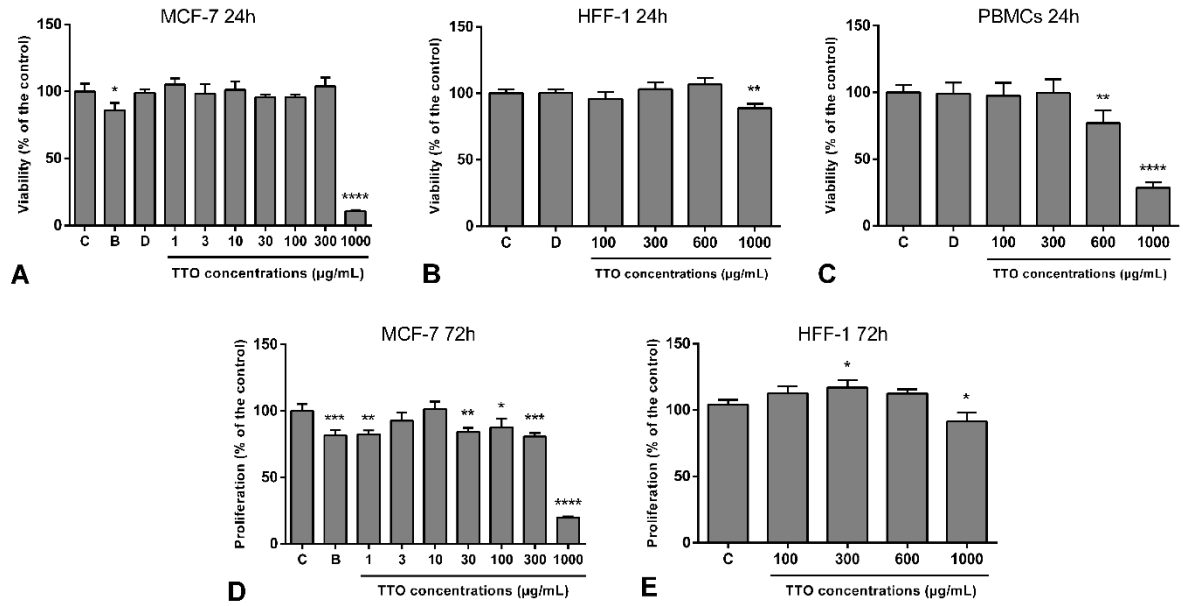 MCF-7 24h
Viability (% of the control)
150
100
50
0
*
****
C B D 1 3 10 30 100 300 1000
TTO concentrations (µg/mL)
A
HFF-1 24h
Viability (% of the control)
150
100
50
0
**
C D 100 300 600 1000
TTO concentrations (µg/mL)
B
PBMCs 24h
Viability (% of the control)
150
100
50
0
**
****
C D 100 300 600 1000
TTO concentrations (µg/mL)
C
MCF-7 72h
Proliferation (% of the control)
150
100
50
0
*** ** ** * *** ****
C B 1 3 10 30 100 300 1000
TTO concentrations (µg/mL)
D
HFF-1 72h
Proliferation (% of the control)
150
100
50
0
* *
C 100 300 600 1000
TTO concentrations (µg/mL)
E